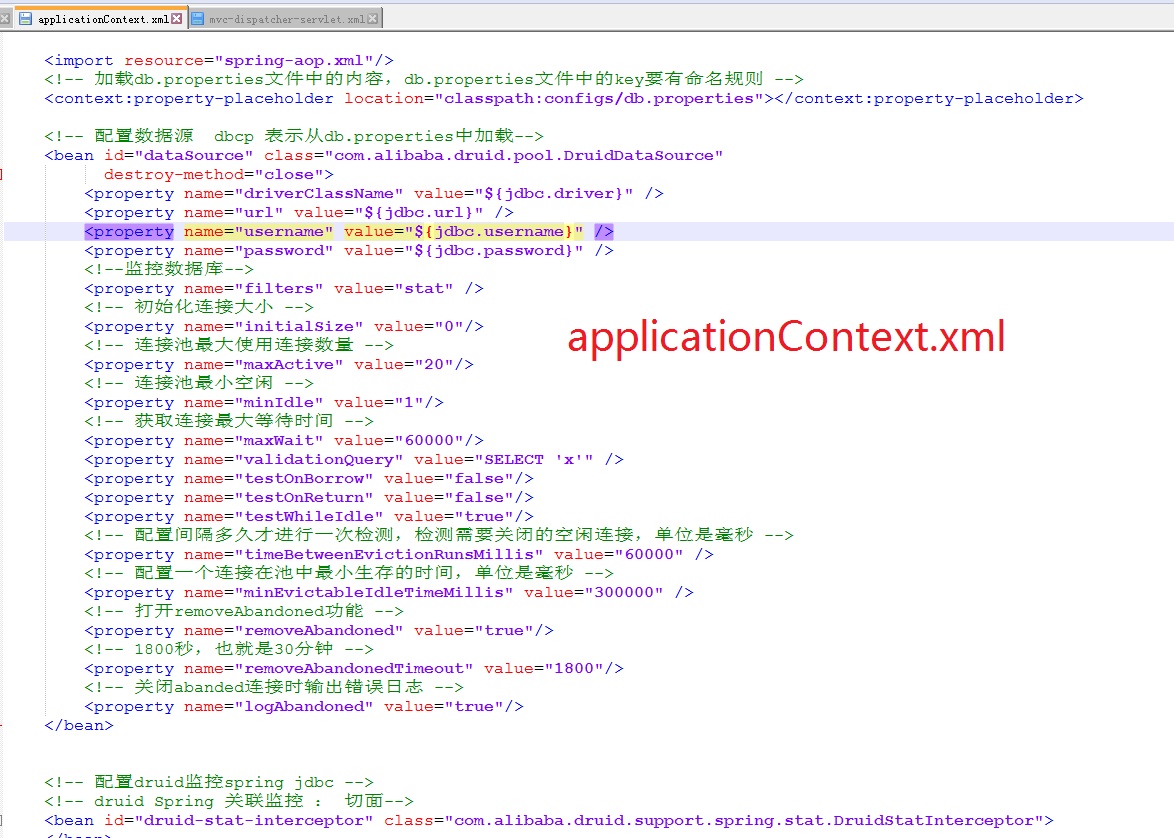 applicationContext.xml mvc-dispatcher-servlet.xml
<import resource="spring-aop.xml"/>
<!-- 加载db.properties文件中的内容，db.properties文件中的key要有命名规则 -->
<context:property-placeholder location="classpath:configs/db.properties"></context:property-placeholder>
<!-- 配置数据源  dbcp 表示从db.properties中加载-->
<bean id="dataSource" class="com.alibaba.druid.pool.DruidDataSource"
destroy-method="close">
<property name="driverClassName" value="${jdbc.driver}" />
<property name="url" value="${jdbc.url}" />
<property name="username" value="${jdbc.username}" />
<property name="password" value="${jdbc.password}" />
<!--监控数据库-->
<property name="filters" value="stat" />
<!-- 初始化连接大小 -->
<property name="initialSize" value="0"/>
<!-- 连接池最大使用连接数量 -->
applicationContext.xml
<property name="maxActive" value="20"/>
<!-- 连接池最小空闲 -->
<property name="minIdle" value="1"/>
<!-- 获取连接最大等待时间 -->
<property name="maxWait" value="60000"/>
<property name="validationQuery" value="SELECT 'x'" />
<property name="testOnBorrow" value="false"/>
<property name="testOnReturn" value="false"/>
<property name="testWhileIdle" value="true"/>
<!-- 配置间隔多久才进行一次检测，检测需要关闭的空闲连接，单位是毫秒 -->
<property name="timeBetweenEvictionRunsMillis" value="60000" />
<!-- 配置一个连接在池中最小生存的时间，单位是毫秒 -->
<property name="minEvictableIdleTimeMillis" value="300000" />
<!-- 打开removeAbandoned功能 -->
<property name="removeAbandoned" value="true"/>
<!-- 1800秒，也就是30分钟 -->
<property name="removeAbandonedTimeout" value="1800"/>
<!-- 关闭abanded连接时输出错误日志 -->
<property name="logAbandoned" value="true"/>
</bean>
<!-- 配置druid监控spring jdbc -->
<!-- druid Spring 关联监控 ： 切面-->
<bean id="druid-stat-interceptor" class="com.alibaba.druid.support.spring.stat.DruidStatInterceptor">
</bean>